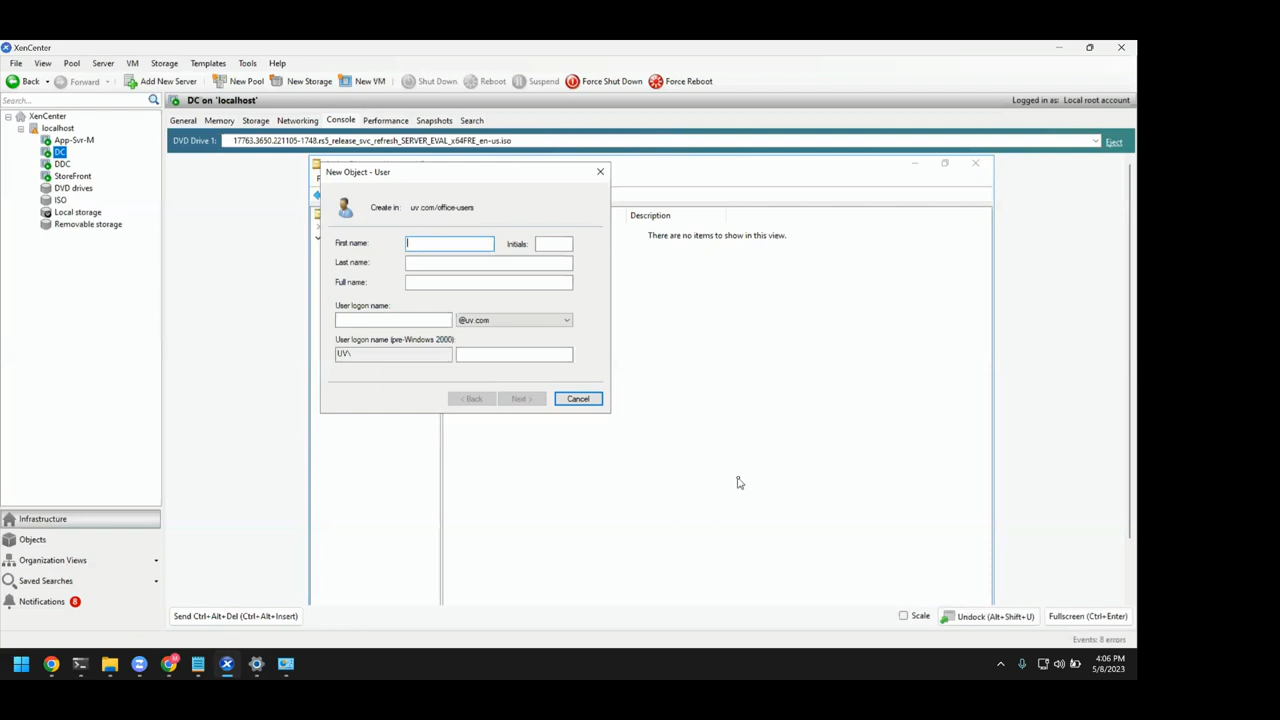 XenCenter
File View Pool Server VM Storage Templates Tools Help
Back Forward Add New Server New Pool New Storage New VM Shut Down Reboot Suspend Force Shut Down Force Reboot
Search...
DC on 'localhost'
Logged in as: Local root account
XenCenter
localhost
App-Svr-M
DC
DDC
StoreFront
DVD drives
ISO
Local storage
Removable storage
General Memory Storage Networking Console Performance Snapshots Search
DVD Drive 1: 17763.3650.221105-1748.rs5_release_svc_refresh_SERVER_EVAL_x64FRE_en-us.iso Eject
New Object - User
Create in: uv.com/office-users
First name: Initials:
Last name:
Full name:
User logon name:
@uv.com
User logon name (pre-Windows 2000):
UV\
< Back Next > Cancel
Description
There are no items to show in this view.
Infrastructure
Objects
Organization Views
Saved Searches
Notifications 8
Send Ctrl+Alt+Del (Ctrl+Alt+Insert)
Scale Undock (Alt+Shift+U) Fullscreen (Ctrl+Enter)
Events: 8 errors
4:06 PM
5/8/2023